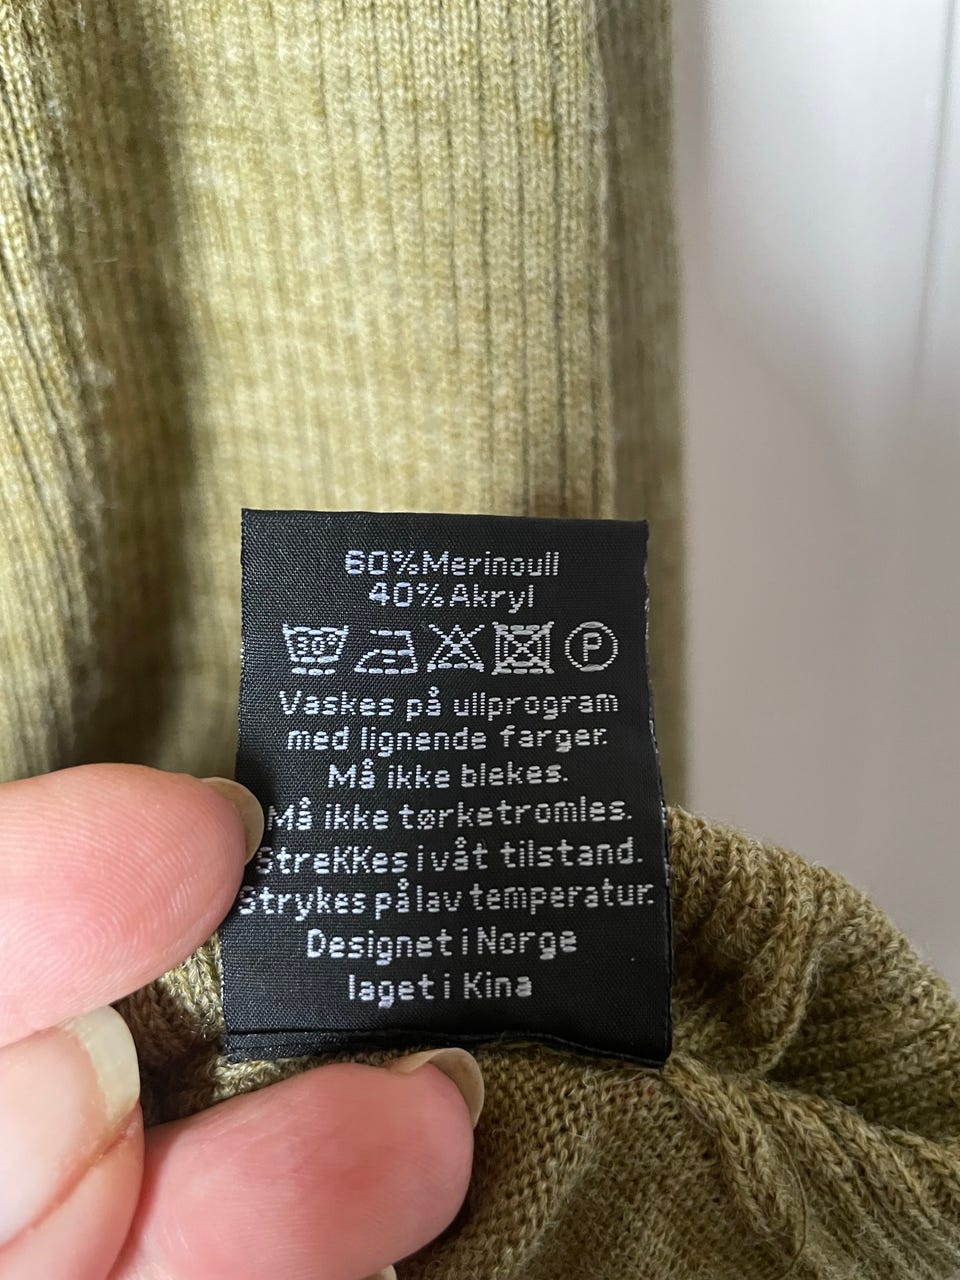 60%Merinoull
40%Akryl
30° P
Vaskes på ullprogram
med lignende farger.
Må ikke blekes.
Må ikke tørketromles.
StreKKes i våt tilstand.
Strykes på lav temperatur.
Designet i Norge
laget i Kina